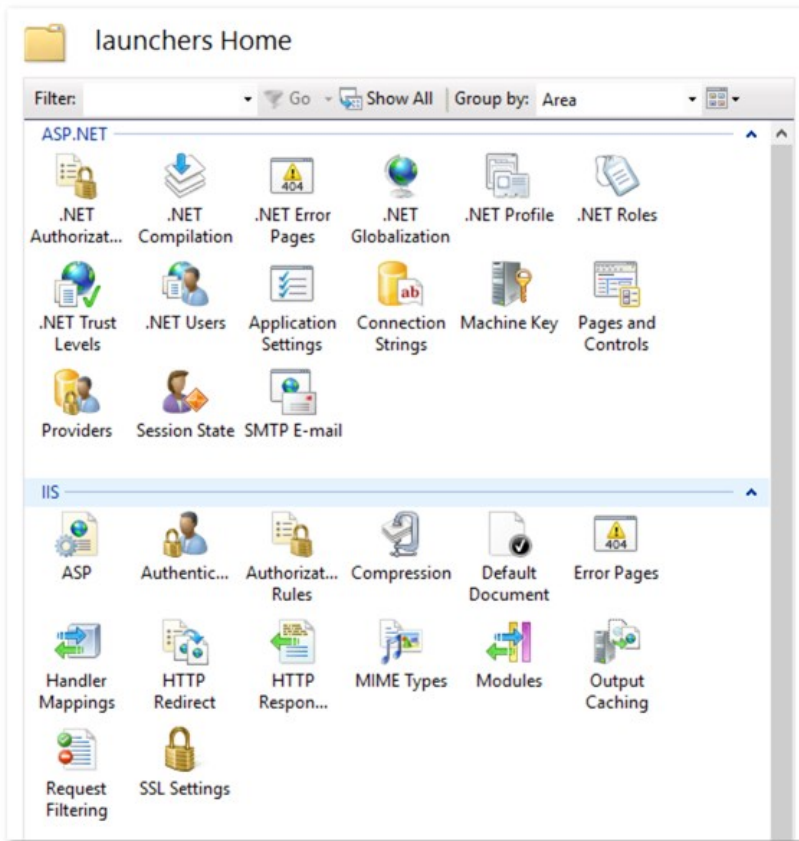 launchers Home
Filter: Go Show All Group by: Area
ASP.NET
.NET Authorizat...
.NET Compilation
.NET Error Pages
404
.NET Globalization
.NET Profile
.NET Roles
.NET Trust Levels
.NET Users
Application Settings
ab
Connection Strings
Machine Key
Pages and Controls
Providers
Session State
SMTP E-mail
IIS
ASP
Authentic...
Authorizat... Rules
Compression
Default Document
404
Error Pages
Handler Mappings
HTTP Redirect
HTTP Respon...
MIME Types
Modules
Output Caching
Request Filtering
SSL Settings